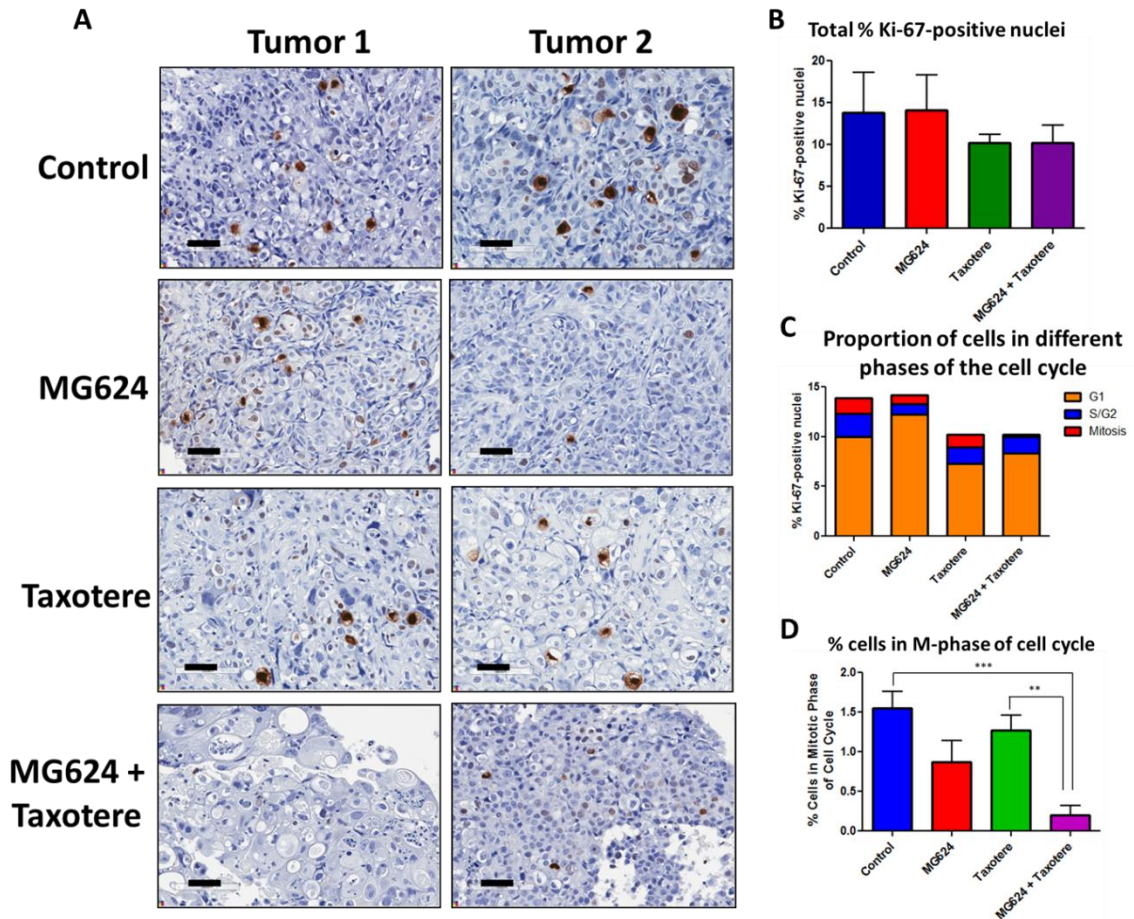 A
Tumor 1
Tumor 2
Control
MG624
Taxotere
MG624 +
Taxotere
B
Total % Ki-67-positive nuclei
% Ki-67-positive nuclei
20
15
10
5
0
Control
MG624
Taxotere
MG624 + Taxotere
C
Proportion of cells in different
phases of the cell cycle
% Ki-67-positive nuclei
15
10
5
0
G1
S/G2
Mitosis
Control
MG624
Taxotere
MG624 + Taxotere
D
% cells in M-phase of cell cycle
% Cells in Mitotic Phase
of Cell Cycle
2.0
1.5
1.0
0.5
0.0
***
**
Control
MG624
Taxotere
MG624 + Taxotere